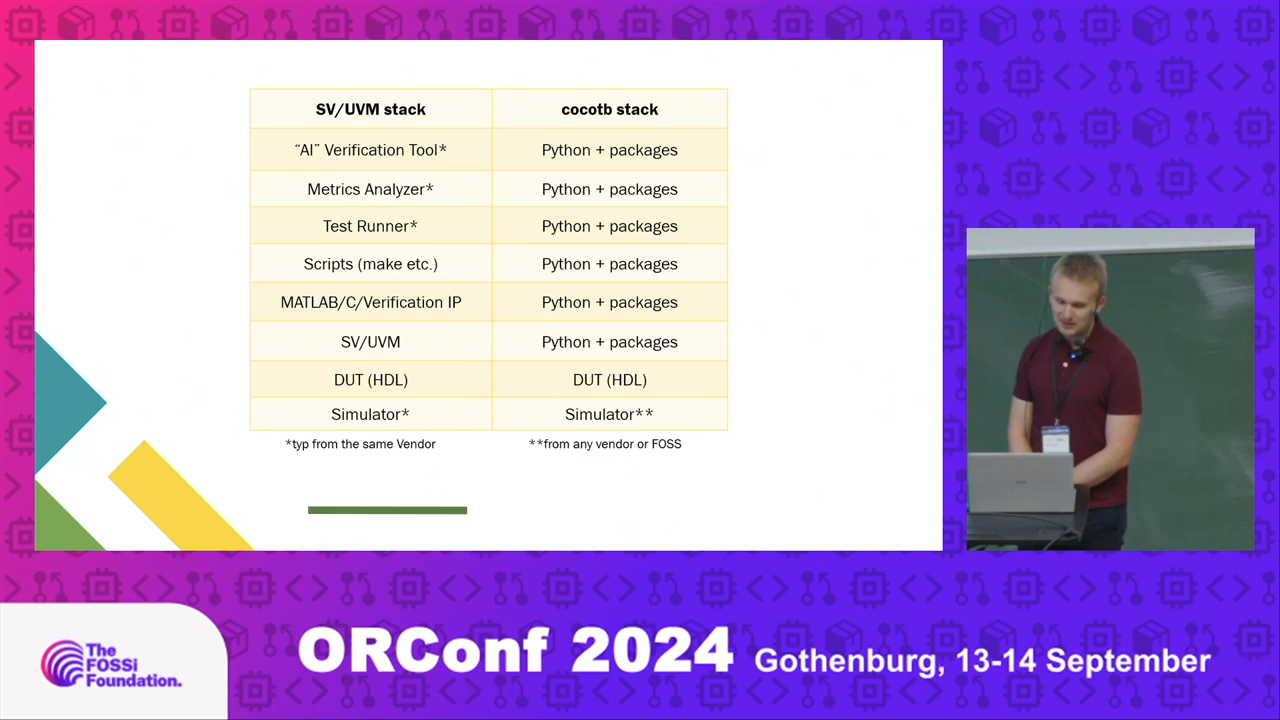 SV/UVM stack cocotb stack
“AI” Verification Tool* Python + packages
Metrics Analyzer* Python + packages
Test Runner* Python + packages
Scripts (make etc.) Python + packages
MATLAB/C/Verification IP Python + packages
SV/UVM Python + packages
DUT (HDL) DUT (HDL)
Simulator* Simulator**
*typ from the same Vendor **from any vendor or FOSS
The
FOSSi
Foundation.
ORConf 2024 Gothenburg, 13-14 September